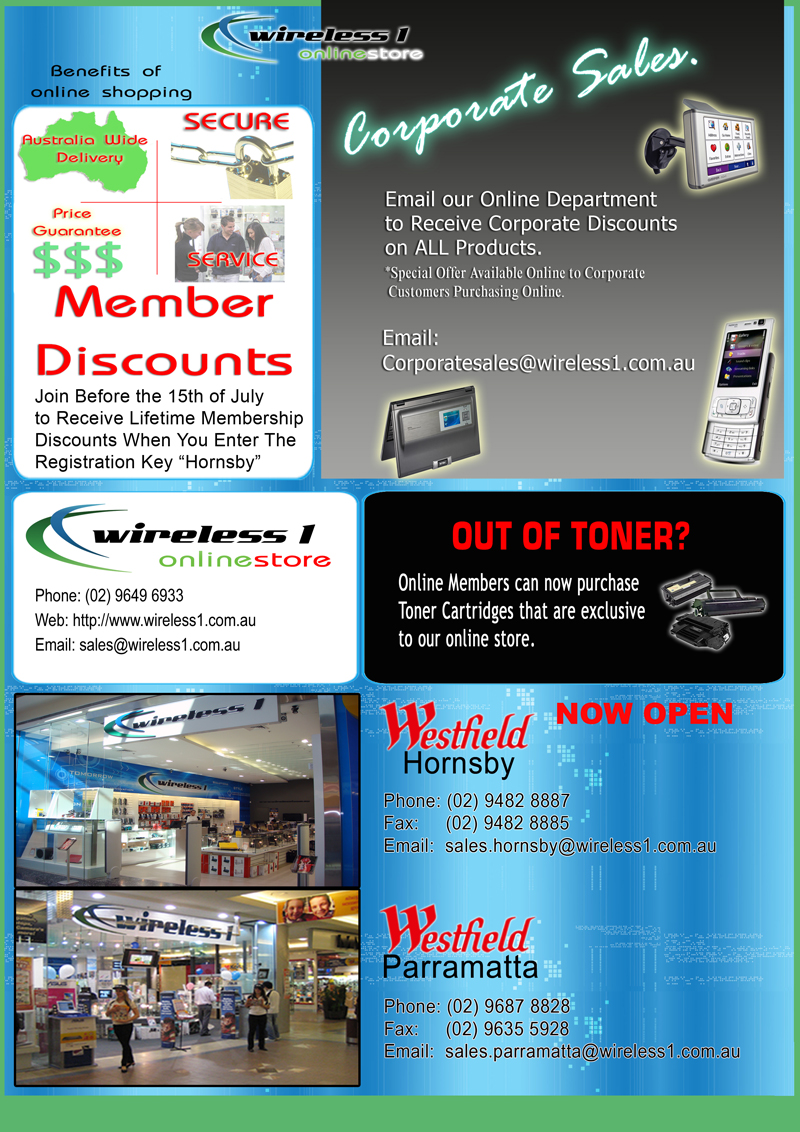 wireless 1
onlinestore
Benefits of
online shopping
Australia Wide
Delivery
SECURE
Price
Guarantee
$$$
SERVICE
Member
Discounts
Join Before the 15th of July
to Receive Lifetime Membership
Discounts When You Enter The
Registration Key “Hornsby”
Corporate Sales.
Email our Online Department
to Receive Corporate Discounts
on ALL Products.
*Special Offer Available Online to Corporate
Customers Purchasing Online.
Email:
Corporatesales@wireless1.com.au
wireless 1
onlinestore
Phone: (02) 9649 6933
Web: http://www.wireless1.com.au
Email: sales@wireless1.com.au
OUT OF TONER?
Online Members can now purchase
Toner Cartridges that are exclusive
to our online store.
wireless 1
wireless 1
Westfield
NOW OPEN
Hornsby
Phone: (02) 9482 8887
Fax: (02) 9482 8885
Email: sales.hornsby@wireless1.com.au
wireless 1
Westfield
Parramatta
Phone: (02) 9687 8828
Fax: (02) 9635 5928
Email: sales.parramatta@wireless1.com.au